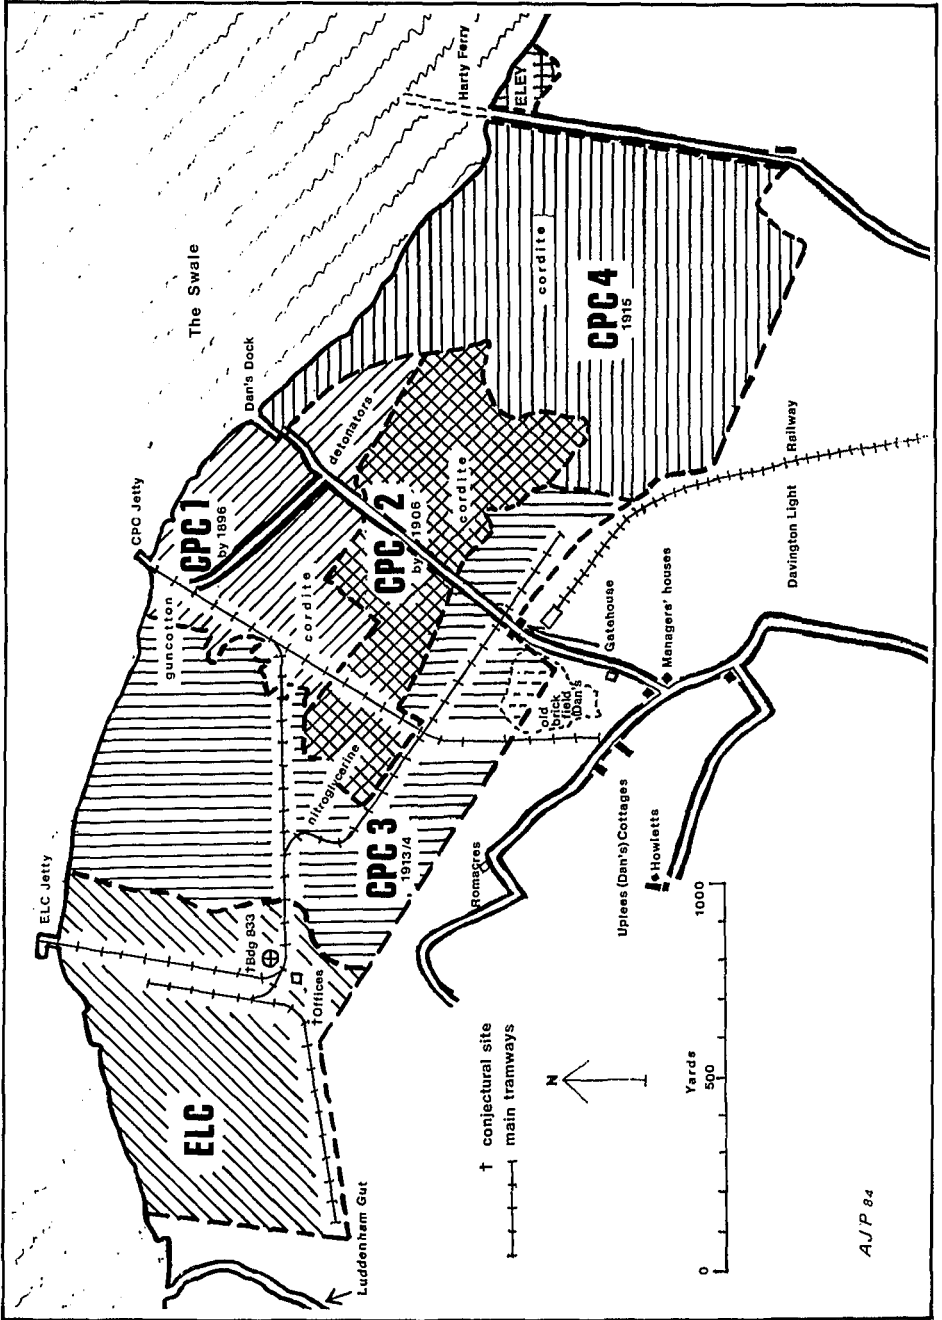 Harty Ferry
ELEY
The Swale
Dan's Dock
cordite
CPC 4
1915
detonators
CPC Jetty
CPC 1
by 1896
CPC 2
by 1906
cordite
guncotton
cordite
Davington Light Railway
Gatehouse
Managers' houses
old
brick
field
(Dan's
nitroglycerine
CPC 3
1913/4
ELC Jetty
†Bdg 833
†Offices
Romacres
Uplees (Dan's) Cottages
Howletts
ELC
Luddenham Gut
† conjectural site
main tramways
N
Yards
0 500 1000
AJP 84